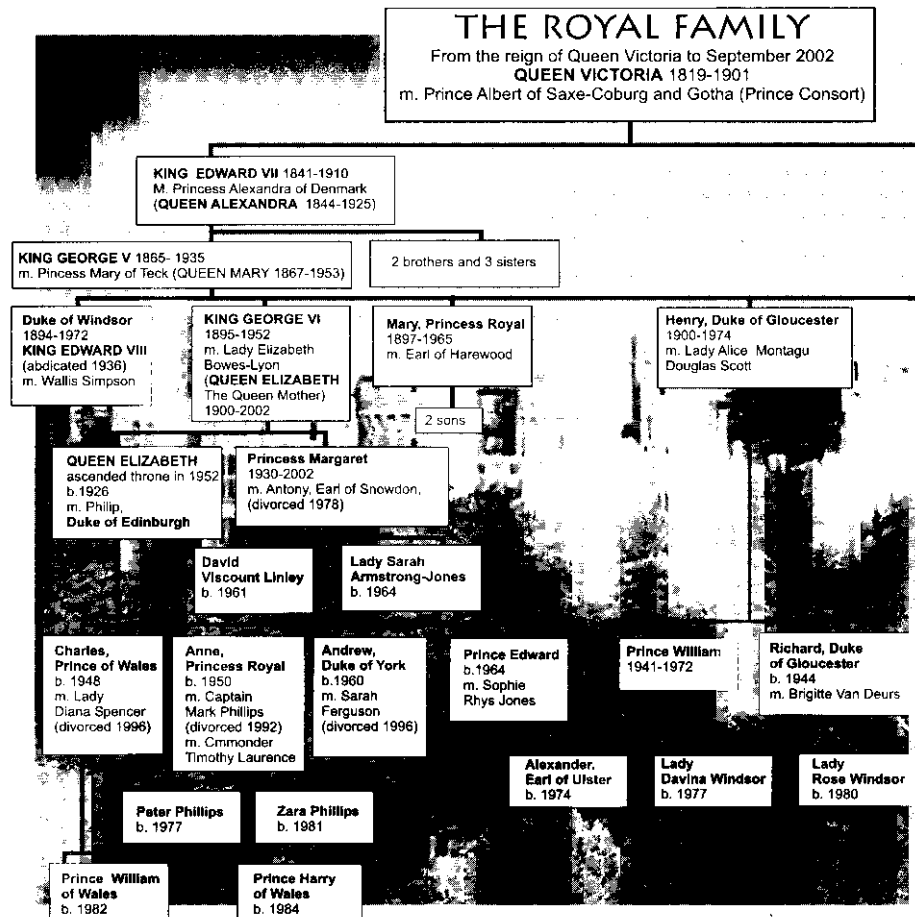 THE ROYAL FAMILY
From the reign of Queen Victoria to September 2002
QUEEN VICTORIA 1819-1901
m. Prince Albert of Saxe-Coburg and Gotha (Prince Consort)
KING EDWARD VII 1841-1910
M. Princess Alexandra of Denmark
(QUEEN ALEXANDRA 1844-1925)
KING GEORGE V 1865- 1935
m. Pincess Mary of Teck (QUEEN MARY 1867-1953)
2 brothers and 3 sisters
Duke of Windsor
1894-1972
KING EDWARD VIII
(abdicated 1936)
m. Wallis Simpson
KING GEORGE VI
1895-1952
m. Lady Elizabeth
Bowes-Lyon
(QUEEN ELIZABETH
The Queen Mother)
1900-2002
Mary, Princess Royal
1897-1965
m. Earl of Harewood
2 sons
Henry, Duke of Gloucester
1900-1974
m. Lady Alice Montagu
Douglas Scott
QUEEN ELIZABETH
ascended throne in 1952
b.1926
m. Philip,
Duke of Edinburgh
Princess Margaret
1930-2002
m. Antony, Earl of Snowdon,
(divorced 1978)
David
Viscount Linley
b. 1961
Lady Sarah
Armstrong-Jones
b. 1964
Charles,
Prince of Wales
b. 1948
m. Lady
Diana Spencer
(divorced 1996)
Anne,
Princess Royal
b. 1950
m. Captain
Mark Phillips
(divorced 1992)
m. Cmmonder
Timothy Laurence
Andrew,
Duke of York
b.1960
m. Sarah
Ferguson
(divorced 1996)
Prince Edward
b.1964
m. Sophie
Rhys Jones
Prince William
1941-1972
Richard, Duke
of Gloucester
b. 1944
m. Brigitte Van Deurs
Alexander.
Earl of Ulster
b. 1974
Lady
Davina Windsor
b. 1977
Lady
Rose Windsor
b. 1980
Peter Phillips
b. 1977
Zara Phillips
b. 1981
Prince William
of Wales
b. 1982
Prince Harry
of Wales
b. 1984